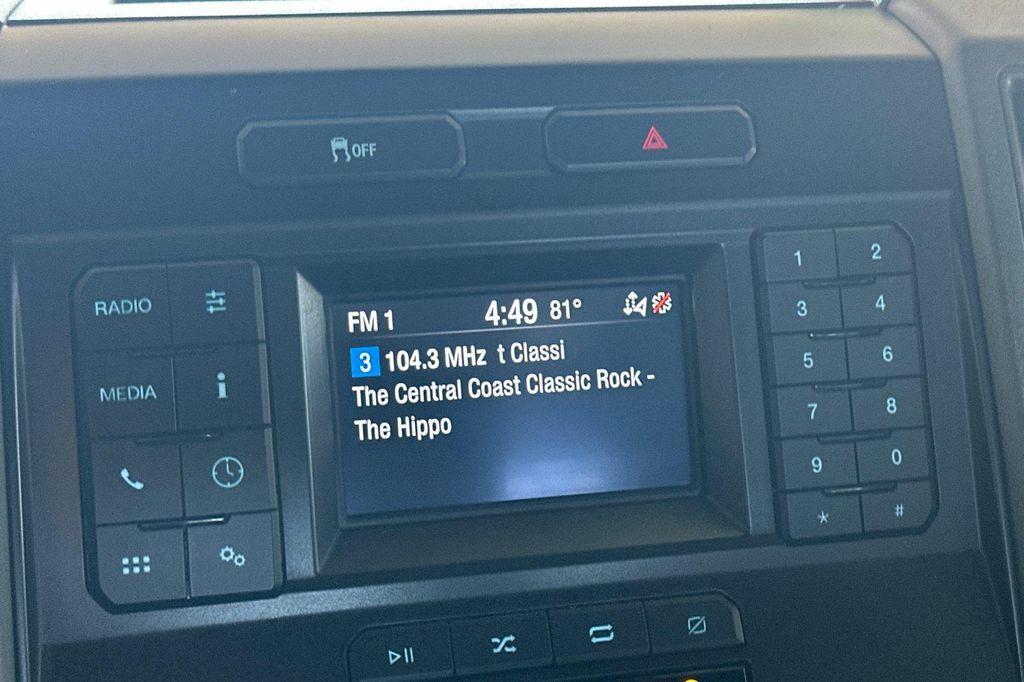 OFF
RADIO
MEDIA
FM 1 4:49 81°
3 104.3 MHz t Classi
The Central Coast Classic Rock -
The Hippo
1 2
3 4
5 6
7 8
9 0
* #